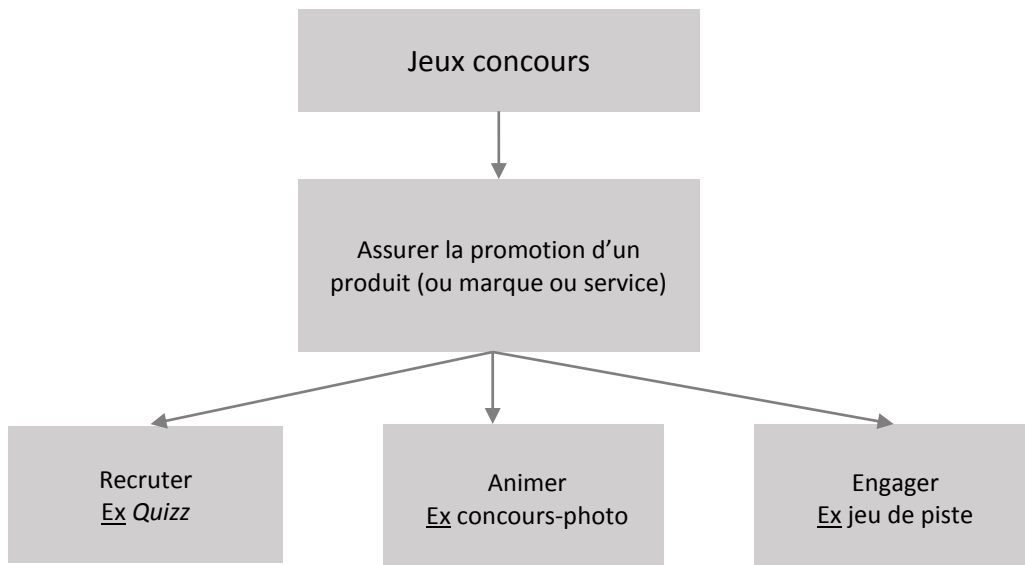 Jeux concours
Assurer la promotion d’un
produit (ou marque ou service)
Recruter
Ex Quizz
Animer
Ex concours-photo
Engager
Ex jeu de piste